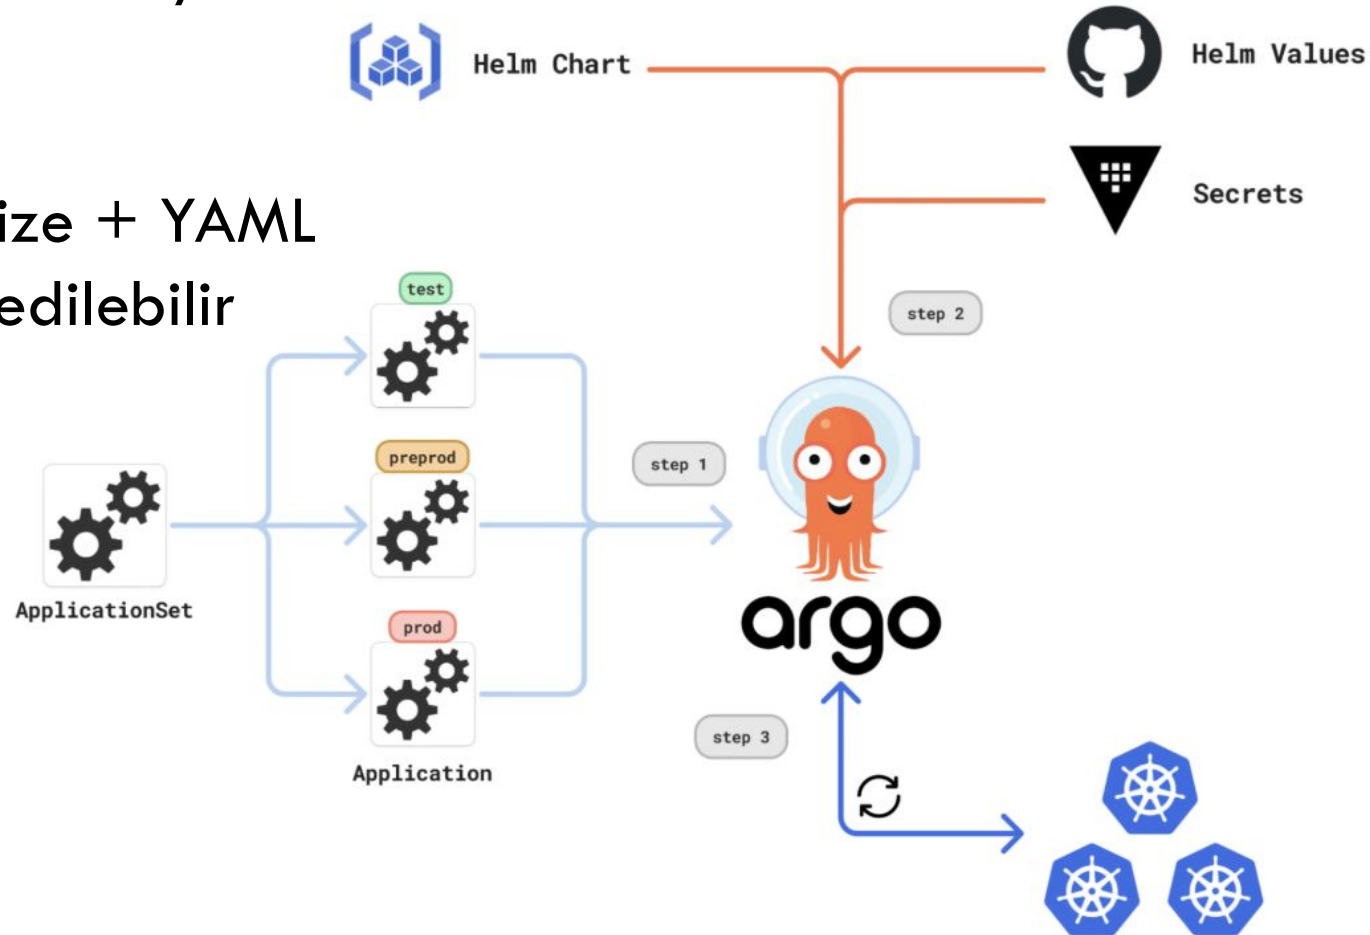 Helm Chart
Helm Values
Secrets
ize + YAML
edilebilir
test
step 2
preprod
step 1
ApplicationSet
prod
argo
step 3
Application